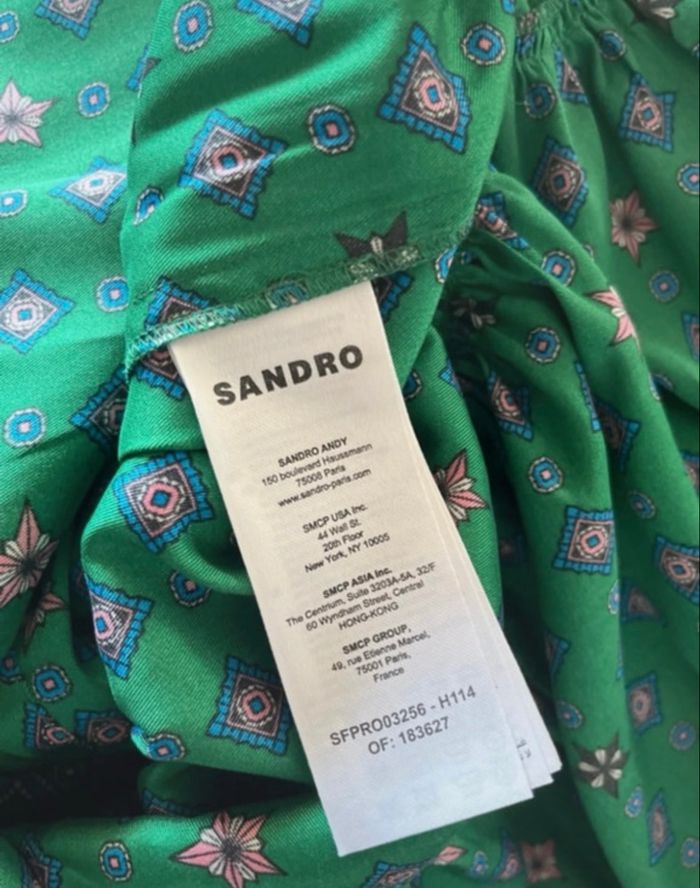 SANDRO
SANDRO ANDY
150 boulevard Haussmann
75008 Paris
www.sandro-paris.com
SMCP USA Inc.
44 Wall St.
20th Floor
New York, NY 10005
SMCP ASIA Inc.
The Centrium, Suite 3203A-5A, 32/F
60 Wyndham Street, Central
HONG-KONG
SMCP GROUP,
49, rue Etienne Marcel,
75001 Paris,
France
SFPRO03256 - H114
OF: 183627